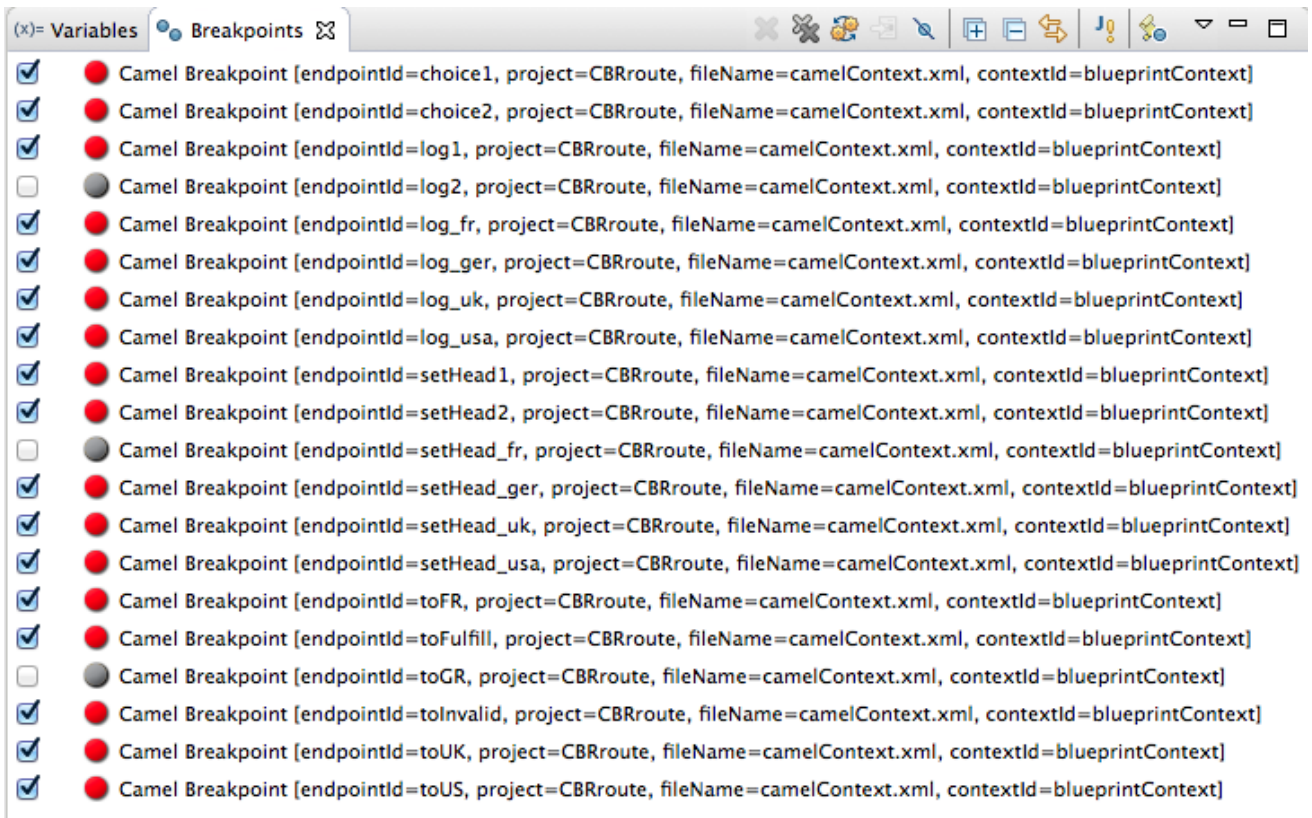 (x)= Variables Breakpoints
Camel Breakpoint [endpointId=choice1, project=CBRroute, fileName=camelContext.xml, contextId=blueprintContext]
Camel Breakpoint [endpointId=choice2, project=CBRroute, fileName=camelContext.xml, contextId=blueprintContext]
Camel Breakpoint [endpointId=log1, project=CBRroute, fileName=camelContext.xml, contextId=blueprintContext]
Camel Breakpoint [endpointId=log2, project=CBRroute, fileName=camelContext.xml, contextId=blueprintContext]
Camel Breakpoint [endpointId=log_fr, project=CBRroute, fileName=camelContext.xml, contextId=blueprintContext]
Camel Breakpoint [endpointId=log_ger, project=CBRroute, fileName=camelContext.xml, contextId=blueprintContext]
Camel Breakpoint [endpointId=log_uk, project=CBRroute, fileName=camelContext.xml, contextId=blueprintContext]
Camel Breakpoint [endpointId=log_usa, project=CBRroute, fileName=camelContext.xml, contextId=blueprintContext]
Camel Breakpoint [endpointId=setHead1, project=CBRroute, fileName=camelContext.xml, contextId=blueprintContext]
Camel Breakpoint [endpointId=setHead2, project=CBRroute, fileName=camelContext.xml, contextId=blueprintContext]
Camel Breakpoint [endpointId=setHead_fr, project=CBRroute, fileName=camelContext.xml, contextId=blueprintContext]
Camel Breakpoint [endpointId=setHead_ger, project=CBRroute, fileName=camelContext.xml, contextId=blueprintContext]
Camel Breakpoint [endpointId=setHead_uk, project=CBRroute, fileName=camelContext.xml, contextId=blueprintContext]
Camel Breakpoint [endpointId=setHead_usa, project=CBRroute, fileName=camelContext.xml, contextId=blueprintContext]
Camel Breakpoint [endpointId=toFR, project=CBRroute, fileName=camelContext.xml, contextId=blueprintContext]
Camel Breakpoint [endpointId=toFulfill, project=CBRroute, fileName=camelContext.xml, contextId=blueprintContext]
Camel Breakpoint [endpointId=toGR, project=CBRroute, fileName=camelContext.xml, contextId=blueprintContext]
Camel Breakpoint [endpointId=toInvalid, project=CBRroute, fileName=camelContext.xml, contextId=blueprintContext]
Camel Breakpoint [endpointId=toUK, project=CBRroute, fileName=camelContext.xml, contextId=blueprintContext]
Camel Breakpoint [endpointId=toUS, project=CBRroute, fileName=camelContext.xml, contextId=blueprintContext]